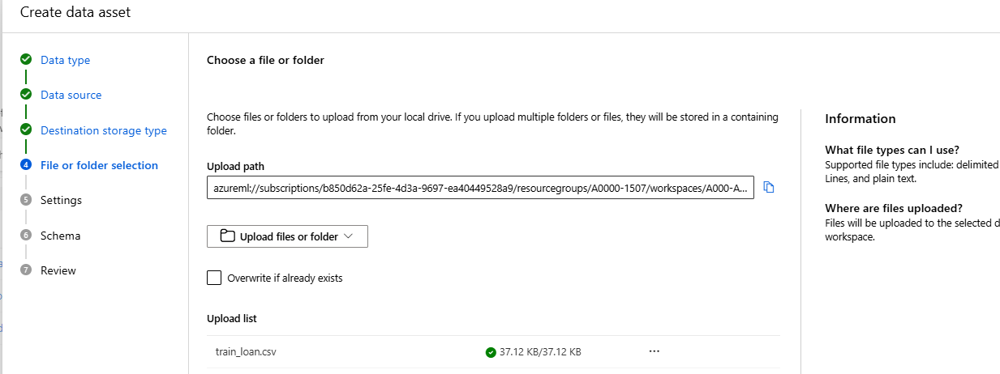 Create data asset
Data type
Data source
Destination storage type
4 File or folder selection
5 Settings
6 Schema
7 Review
Choose a file or folder
Choose files or folders to upload from your local drive. If you upload multiple folders or files, they will be stored in a containing
folder.
Upload path
azureml://subscriptions/b850d62a-25fe-4d3a-9697-ea40449528a9/resourcegroups/A0000-1507/workspaces/A000-A...
Upload files or folder
Overwrite if already exists
Upload list
train_loan.csv 37.12 KB/37.12 KB ...
Information
What file types can I use?
Supported file types include: delimited
Lines, and plain text.
Where are files uploaded?
Files will be uploaded to the selected d
workspace.